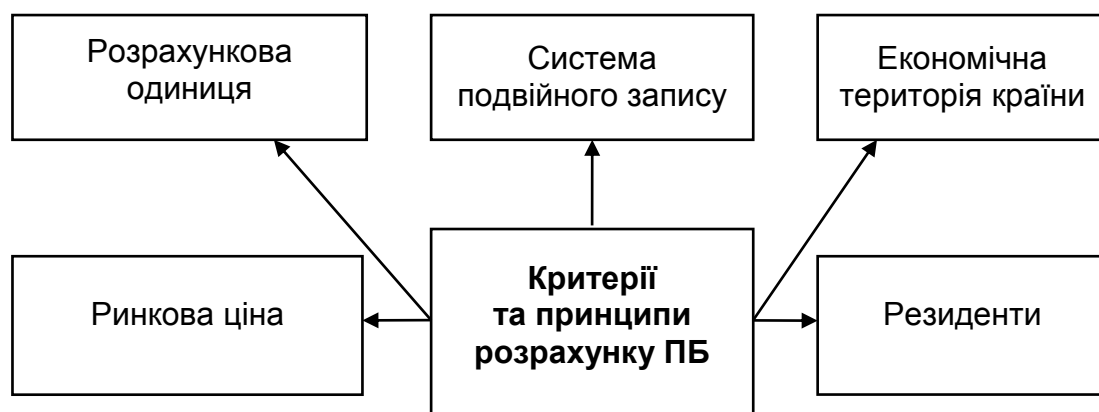 Розрахункова
одиниця
Система
подвійного запису
Економічна
територія країни
Ринкова ціна
Критерії
та принципи
розрахунку ПБ
Резиденти